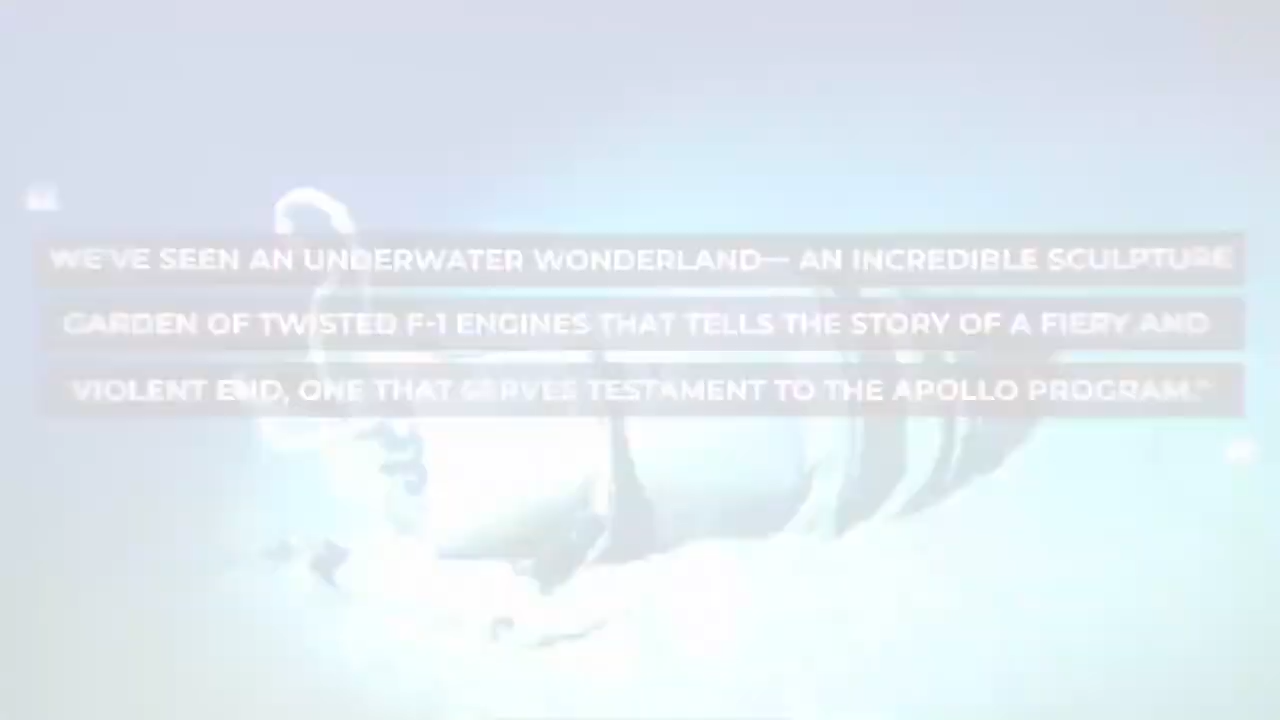 “
WE'VE SEEN AN UNDERWATER WONDERLAND— AN INCREDIBLE SCULPTURE
GARDEN OF TWISTED F-1 ENGINES THAT TELLS THE STORY OF A FIERY AND
VIOLENT END, ONE THAT SERVES TESTAMENT TO THE APOLLO PROGRAM."
”